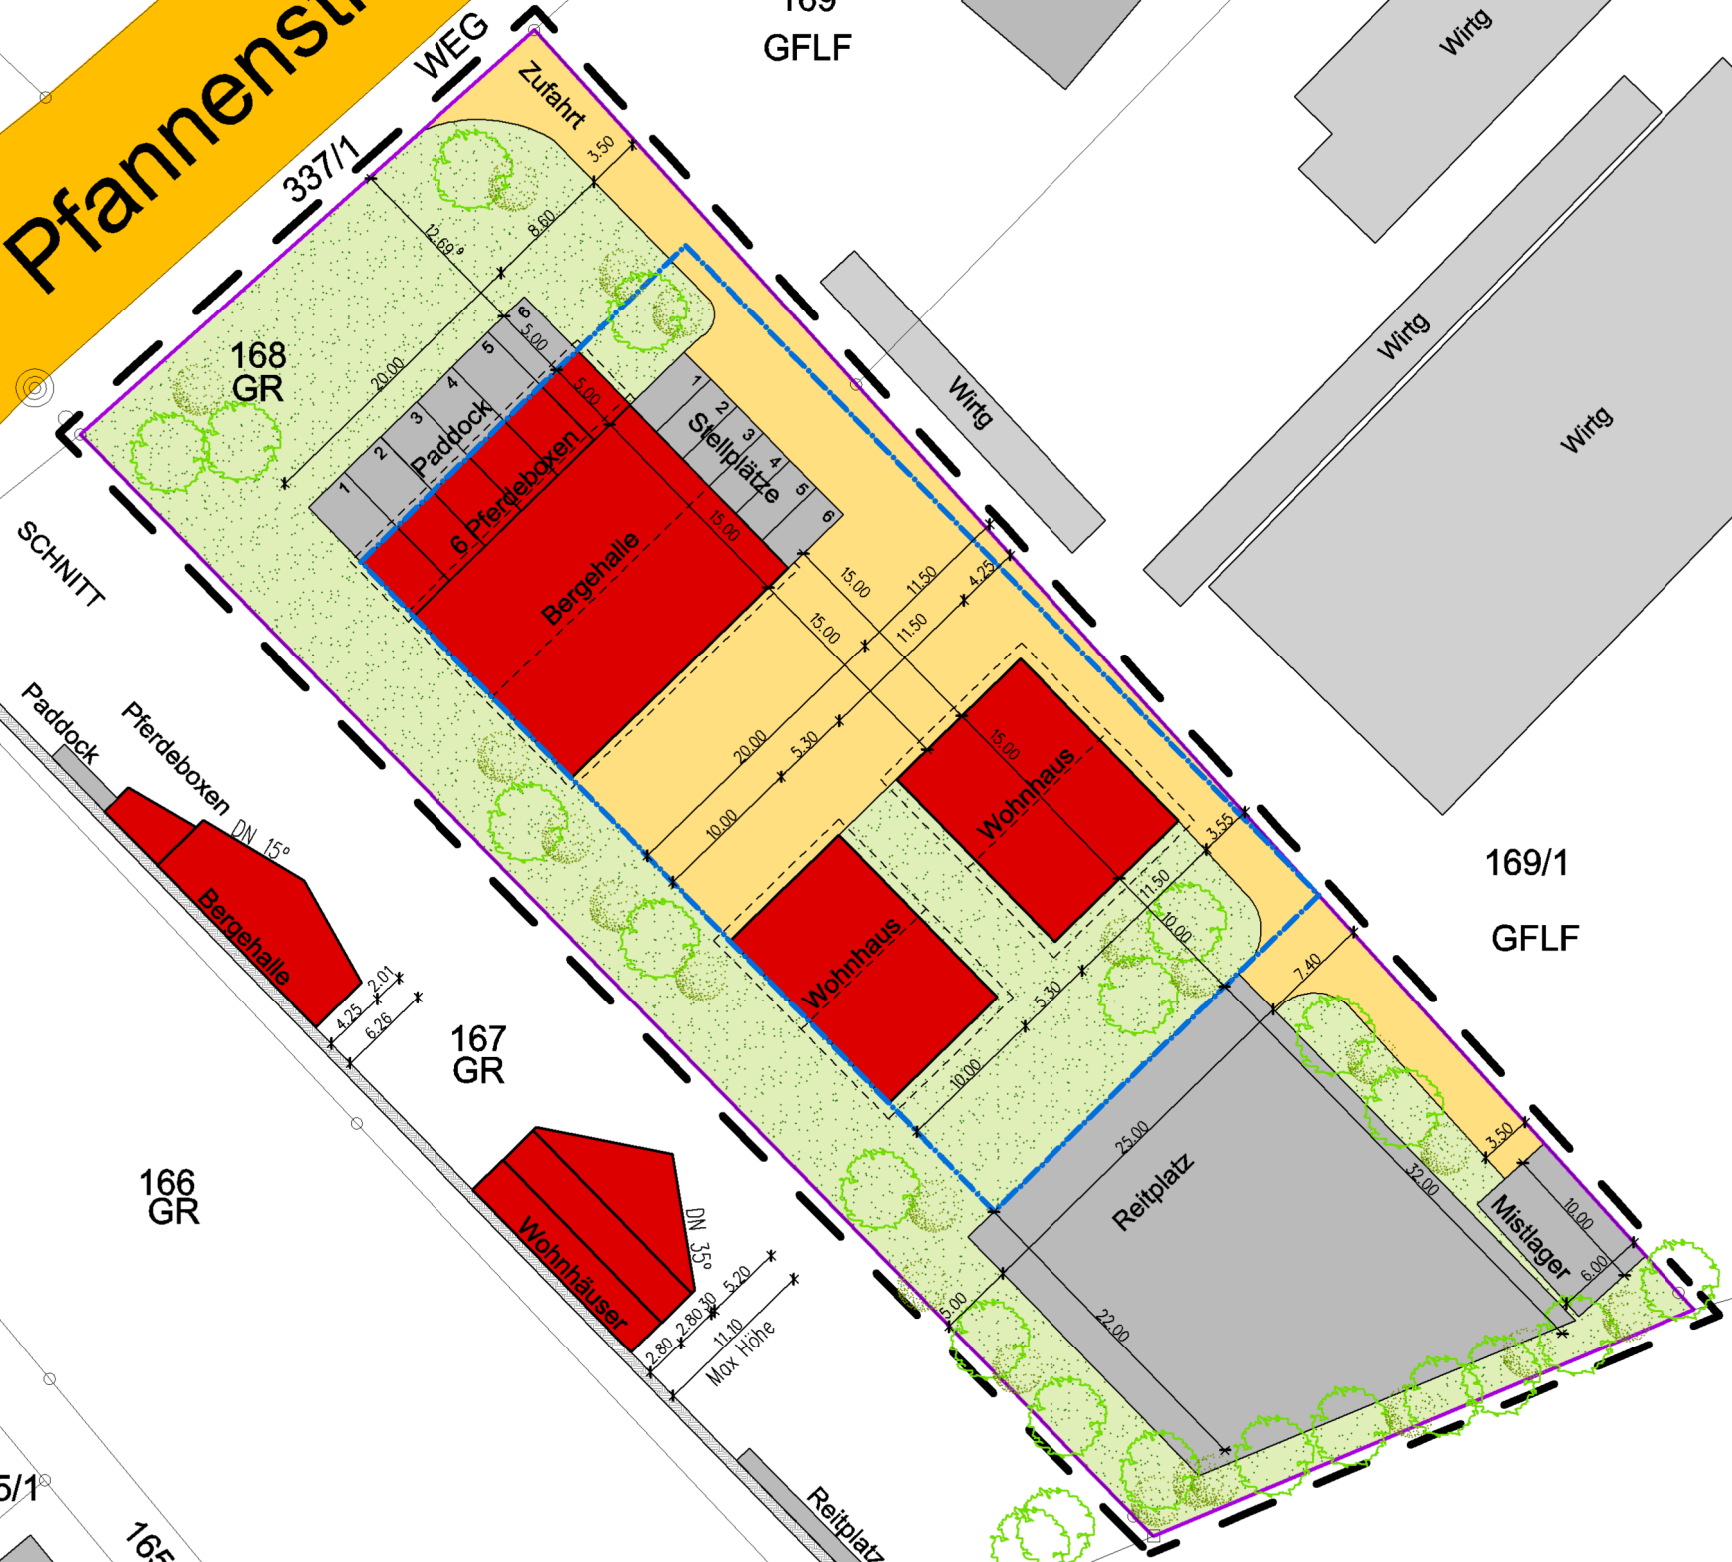 Pfannenst
WEG
337/1
169
GFLF
Zufahrt
3.50
8.60
12.69⁹
20.00
168
GR
Wirtg
Wirtg
Wirtg
Wirtg
6
5
4
3
2
1
Paddock
5.00
5.00
6 Pferdeboxen
Bergehalle
15.00
1
2
3
4
5
6
Stellplätze
15.00
15.00
11.50
4.25
11.50
20.00
5.30
10.00
Wohnhaus
15.00
Wohnhaus
3.55
11.50
10.00
5.30
10.00
7.40
169/1
GFLF
25.00
Reitplatz
32.00
22.00
5.00
3.50
Mistlager
10.00
6.00
SCHNITT
Paddock
Pferdeboxen
DN 15°
Bergehalle
2.01
4.25
6.26
167
GR
166
GR
Wohnhäuser
DN 35°
5.20
30
2.80
2.80
11.10
Max Höhe
Reitplatz
5/1
165